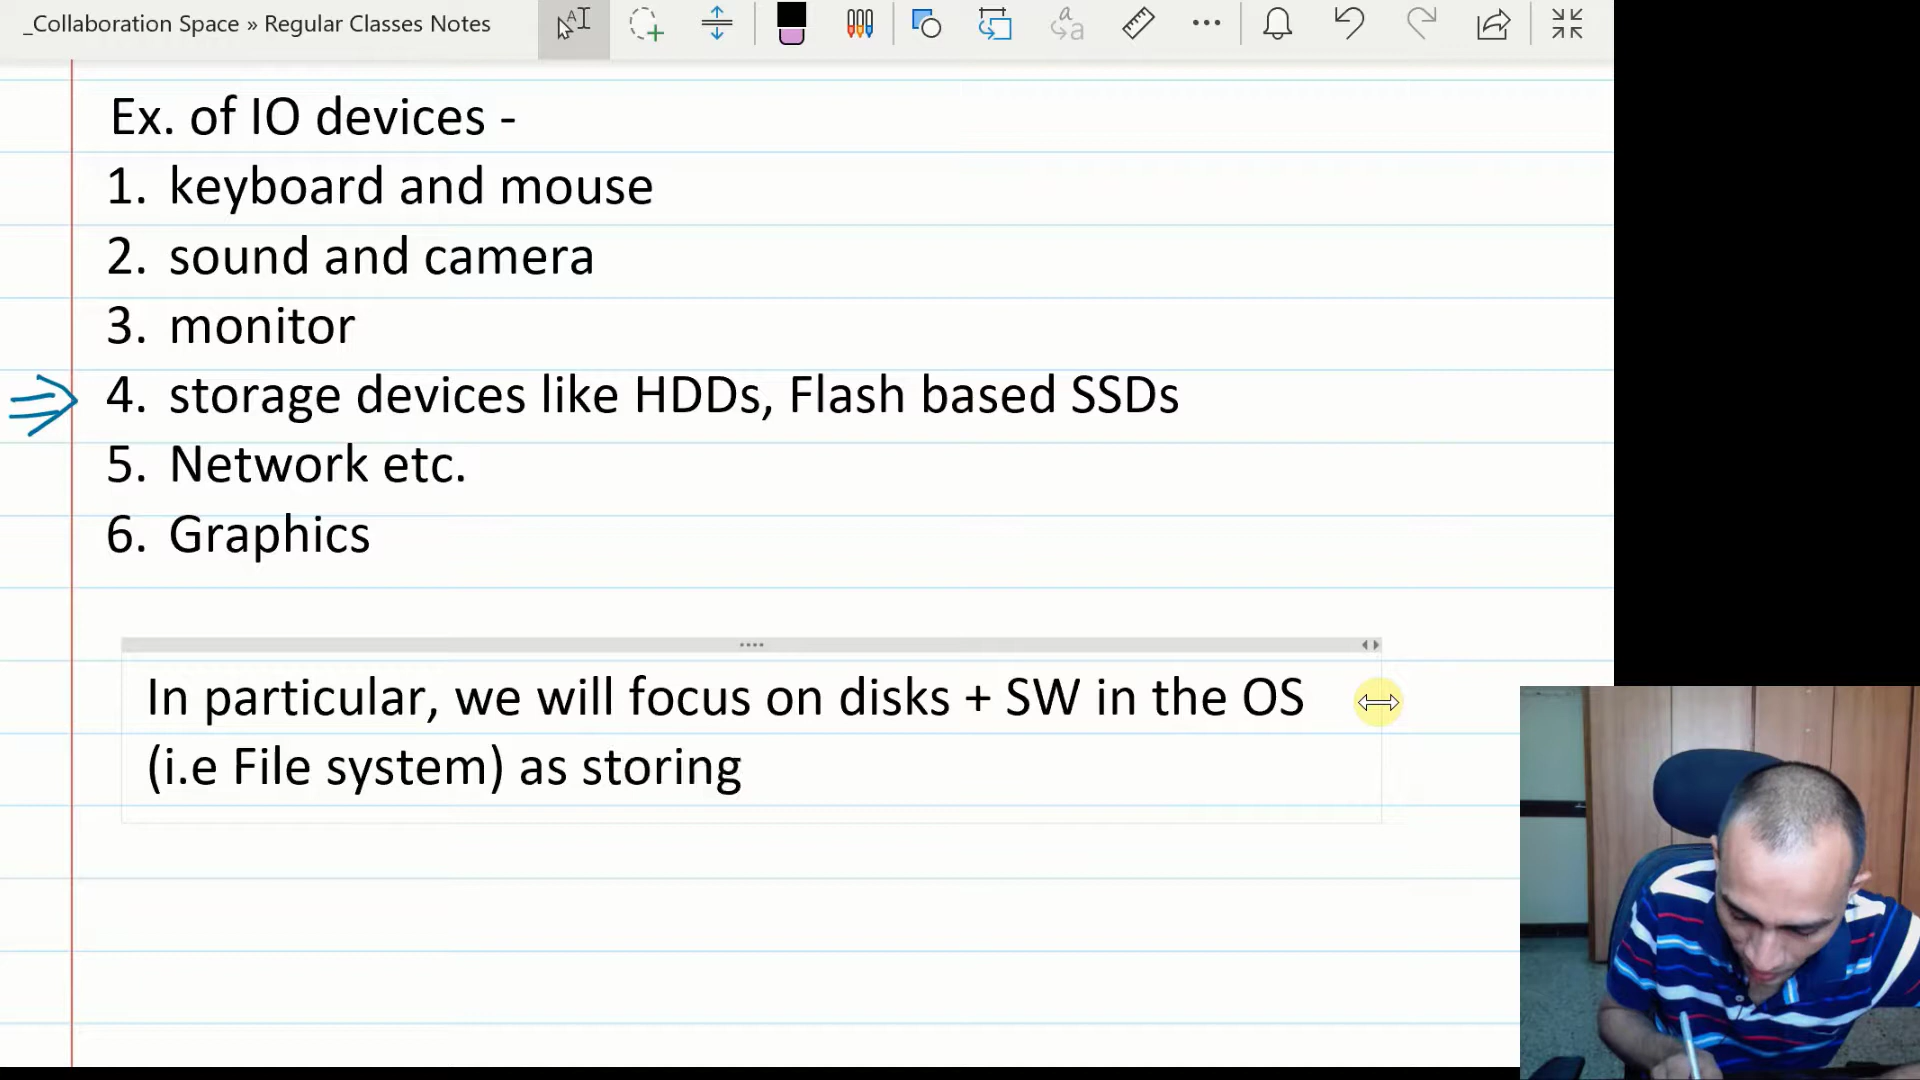 _Collaboration Space » Regular Classes Notes
Ex. of IO devices -
1. keyboard and mouse
2. sound and camera
3. monitor
4. storage devices like HDDs, Flash based SSDs
5. Network etc.
6. Graphics
In particular, we will focus on disks + SW in the OS
(i.e File system) as storing